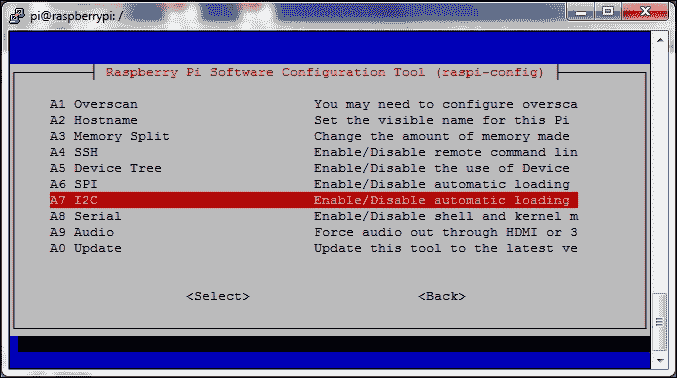 pi@raspberrypi: /
Raspberry Pi Software Configuration Tool (raspi-config)
A1 Overscan You may need to configure oversca
A2 Hostname Set the visible name for this Pi
A3 Memory Split Change the amount of memory made
A4 SSH Enable/Disable remote command lin
A5 Device Tree Enable/Disable the use of Device
A6 SPI Enable/Disable automatic loading
A7 I2C Enable/Disable automatic loading
A8 Serial Enable/Disable shell and kernel m
A9 Audio Force audio out through HDMI or 3
A0 Update Update this tool to the latest ve
<Select> <Back>